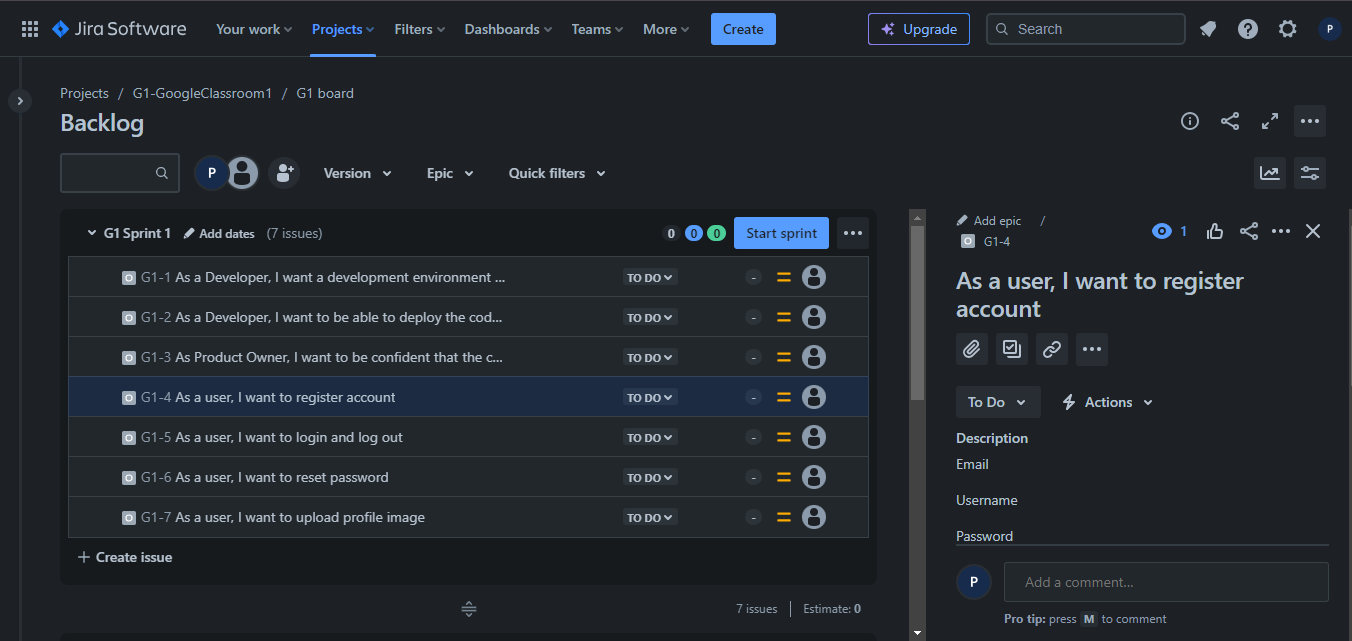 Jira Software Your work Projects Filters Dashboards Teams More Create Upgrade Search P
Projects / G1-GoogleClassroom1 / G1 board
Backlog
P Version Epic Quick filters
G1 Sprint 1 Add dates (7 issues) 0 0 0 Start sprint
G1-1 As a Developer, I want a development environment ... TO DO -
G1-2 As a Developer, I want to be able to deploy the cod... TO DO -
G1-3 As Product Owner, I want to be confident that the c... TO DO -
G1-4 As a user, I want to register account TO DO -
G1-5 As a user, I want to login and log out TO DO -
G1-6 As a user, I want to reset password TO DO -
G1-7 As a user, I want to upload profile image TO DO -
+ Create issue
7 issues Estimate: 0
Add epic / 1
G1-4
As a user, I want to register
account
To Do Actions
Description
Email
Username
Password
P Add a comment...
Pro tip: press M to comment